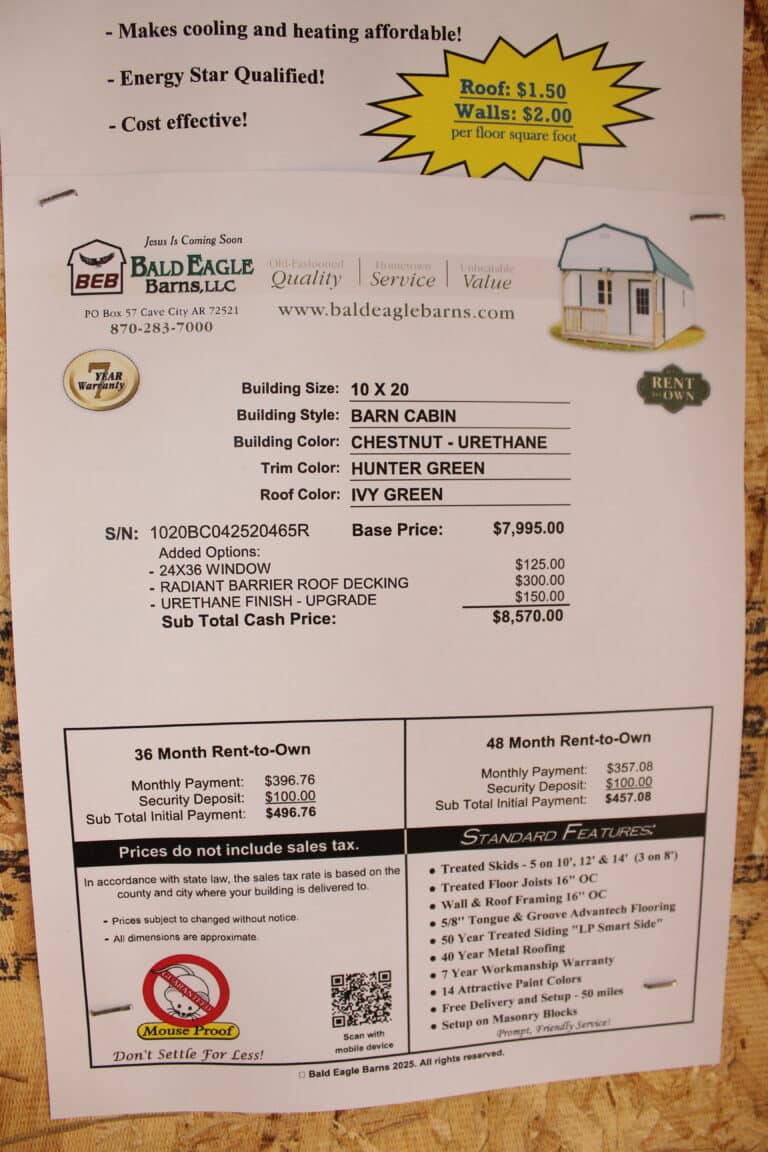 - Makes cooling and heating affordable!
- Energy Star Qualified!
- Cost effective!
Roof: $1.50
Walls: $2.00
per floor square foot
Jesus Is Coming Soon
BEB
BALD EAGLE
BARNS, LLC
PO Box 57 Cave City AR 72521
870-283-7000
Old-Fashioned Quality | Hometown Service | Unbeatable Value
www.baldeaglebarns.com
7 YEAR
Warranty
RENT
TO OWN
Building Size: 10 X 20
Building Style: BARN CABIN
Building Color: CHESTNUT - URETHANE
Trim Color: HUNTER GREEN
Roof Color: IVY GREEN
S/N: 1020BC042520465R Base Price: $7,995.00
Added Options:
- 24X36 WINDOW $125.00
- RADIANT BARRIER ROOF DECKING $300.00
- URETHANE FINISH - UPGRADE $150.00
Sub Total Cash Price: $8,570.00
36 Month Rent-to-Own
Monthly Payment: $396.76
Security Deposit: $100.00
Sub Total Initial Payment: $496.76
48 Month Rent-to-Own
Monthly Payment: $357.08
Security Deposit: $100.00
Sub Total Initial Payment: $457.08
Prices do not include sales tax.
In accordance with state law, the sales tax rate is based on the
county and city where your building is delivered to.
- Prices subject to changed without notice.
- All dimensions are approximate.
GUARANTEED
Mouse Proof
Don't Settle For Less!
Scan with
mobile device
STANDARD FEATURES:
• Treated Skids - 5 on 10', 12' & 14' (3 on 8')
• Treated Floor Joists 16" OC
• Wall & Roof Framing 16" OC
• 5/8" Tongue & Groove Advantech Flooring
• 50 Year Treated Siding "LP Smart Side"
• 40 Year Metal Roofing
• 7 Year Workmanship Warranty
• 14 Attractive Paint Colors
• Free Delivery and Setup - 50 miles
• Setup on Masonry Blocks
Prompt, Friendly Service!
□ Bald Eagle Barns 2025. All rights reserved.